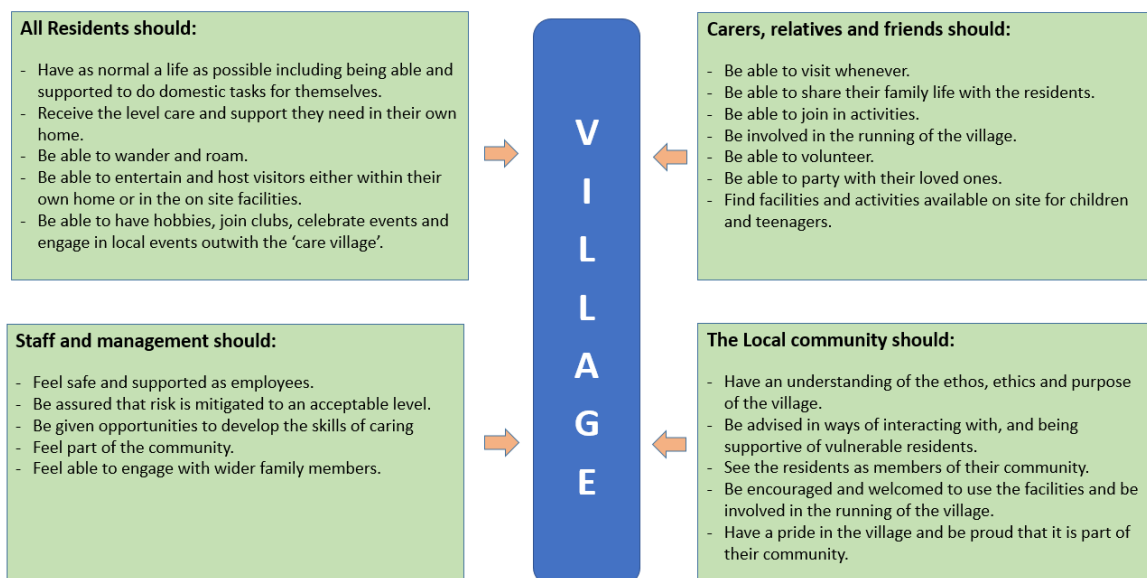 All Residents should:
- Have as normal a life as possible including being able and
supported to do domestic tasks for themselves.
- Receive the level care and support they need in their own
home.
- Be able to wander and roam.
- Be able to entertain and host visitors either within their
own home or in the on site facilities.
- Be able to have hobbies, join clubs, celebrate events and
engage in local events outwith the ‘care village’.
Carers, relatives and friends should:
- Be able to visit whenever.
- Be able to share their family life with the residents.
- Be able to join in activities.
- Be involved in the running of the village.
- Be able to volunteer.
- Be able to party with their loved ones.
- Find facilities and activities available on site for children
and teenagers.
V
I
L
L
A
G
E
Staff and management should:
- Feel safe and supported as employees.
- Be assured that risk is mitigated to an acceptable level.
- Be given opportunities to develop the skills of caring
- Feel part of the community.
- Feel able to engage with wider family members.
The Local community should:
- Have an understanding of the ethos, ethics and purpose
of the village.
- Be advised in ways of interacting with, and being
supportive of vulnerable residents.
- See the residents as members of their community.
- Be encouraged and welcomed to use the facilities and be
involved in the running of the village.
- Have a pride in the village and be proud that it is part of
their community.